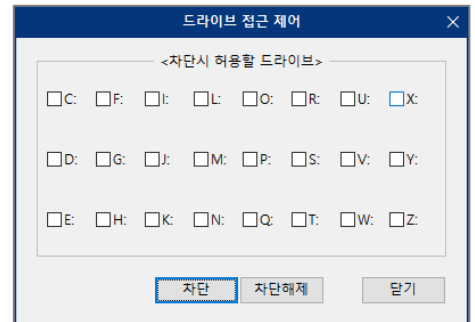 드라이브 접근 제어
<차단시 허용할 드라이브>
C: F: I: L: O: R: U: X:
D: G: J: M: P: S: V: Y:
E: H: K: N: Q: T: W: Z:
차단 차단해제 닫기